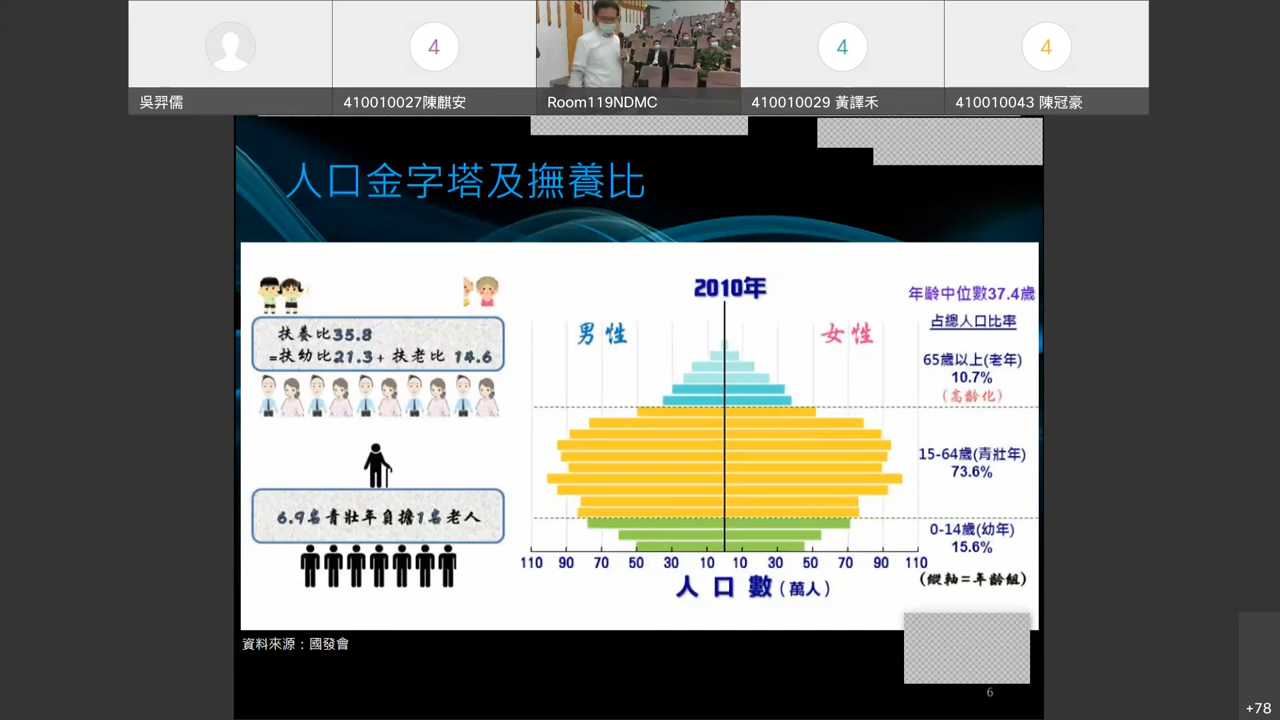 吳羿儒
4
410010027陳麒安
Room119NDMC
4
410010029 黃譯禾
4
410010043 陳冠豪
人口金字塔及撫養比
2010年
年齡中位數37.4歲
占總人口比率
男性
女性
扶養比35.8
=扶幼比21.3+ 扶老比 14.6
65歲以上(老年)
10.7%
(高齡化)
15-64歲(青壯年)
73.6%
6.9名青壯年負擔1名老人
0-14歲(幼年)
15.6%
110 90 70 50 30 10 10 30 50 70 90 110
人口數(萬人)
(縱軸=年齡組)
資料來源：國發會
6
+78